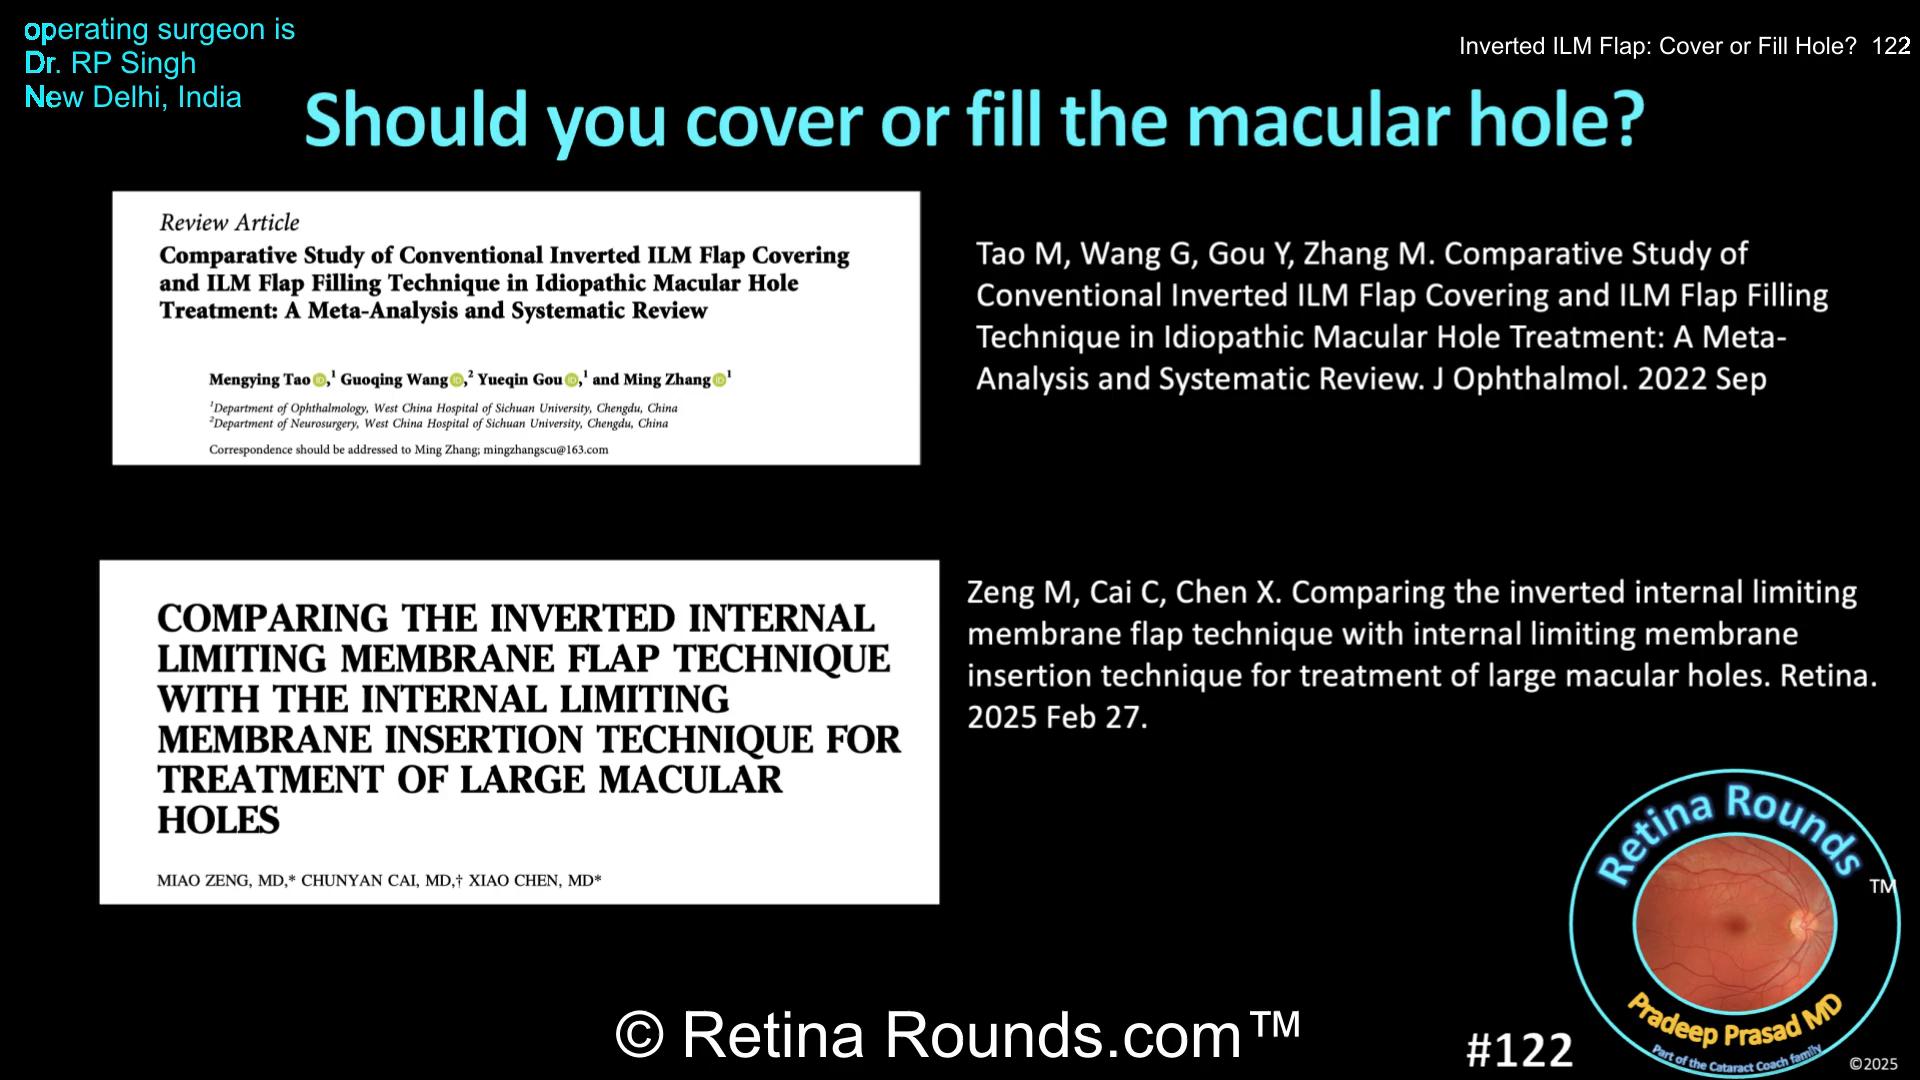 operating surgeon is
Dr. RP Singh
New Delhi, India
Inverted ILM Flap: Cover or Fill Hole?  122
Should you cover or fill the macular hole?
Review Article
Comparative Study of Conventional Inverted ILM Flap Covering
and ILM Flap Filling Technique in Idiopathic Macular Hole
Treatment: A Meta-Analysis and Systematic Review
Mengying Tao,1 Guoqing Wang,2 Yueqin Gou,1 and Ming Zhang1
1Department of Ophthalmology, West China Hospital of Sichuan University, Chengdu, China
2Department of Neurosurgery, West China Hospital of Sichuan University, Chengdu, China
Correspondence should be addressed to Ming Zhang; mingzhangscu@163.com
Tao M, Wang G, Gou Y, Zhang M. Comparative Study of
Conventional Inverted ILM Flap Covering and ILM Flap Filling
Technique in Idiopathic Macular Hole Treatment: A Meta-
Analysis and Systematic Review. J Ophthalmol. 2022 Sep
COMPARING THE INVERTED INTERNAL
LIMITING MEMBRANE FLAP TECHNIQUE
WITH THE INTERNAL LIMITING
MEMBRANE INSERTION TECHNIQUE FOR
TREATMENT OF LARGE MACULAR
HOLES
MIAO ZENG, MD,* CHUNYAN CAI, MD,† XIAO CHEN, MD*
Zeng M, Cai C, Chen X. Comparing the inverted internal limiting
membrane flap technique with internal limiting membrane
insertion technique for treatment of large macular holes. Retina.
2025 Feb 27.
Retina Rounds
TM
Pradeep Prasad MD
Part of the Cataract Coach family
© Retina Rounds.com™
#122
©2025